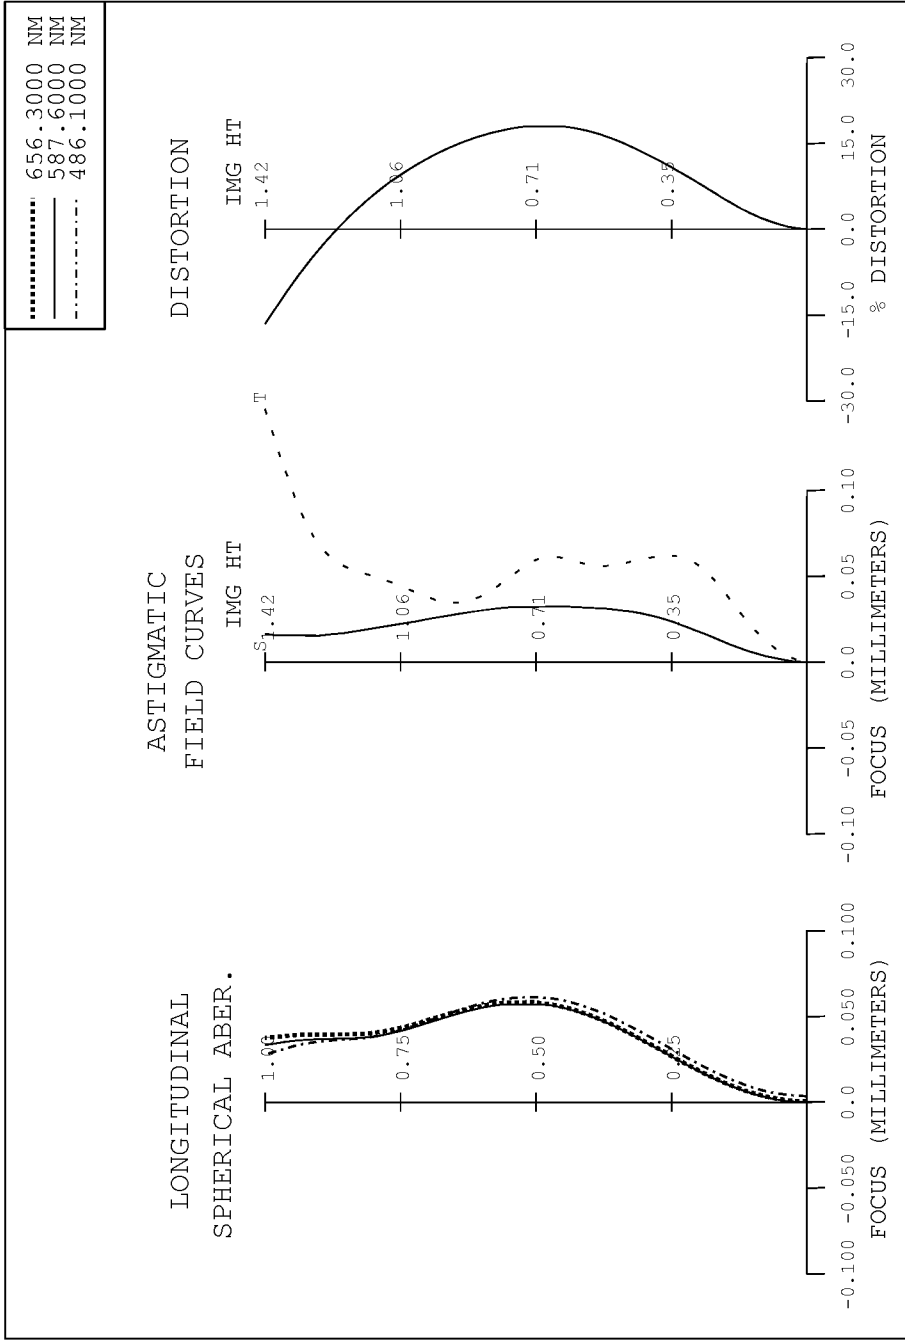 656.3000 NM
587.6000 NM
486.1000 NM
LONGITUDINAL
SPHERICAL ABER.
1.00
0.75
0.50
0.25
-0.100 -0.050 0.0 0.050 0.100
FOCUS (MILLIMETERS)
ASTIGMATIC
FIELD CURVES
IMG HT
S 1.42 T
1.06
0.71
0.35
-0.10 -0.05 0.0 0.05 0.10
FOCUS (MILLIMETERS)
DISTORTION
IMG HT
1.42
1.06
0.71
0.35
-30.0 -15.0 0.0 15.0 30.0
% DISTORTION